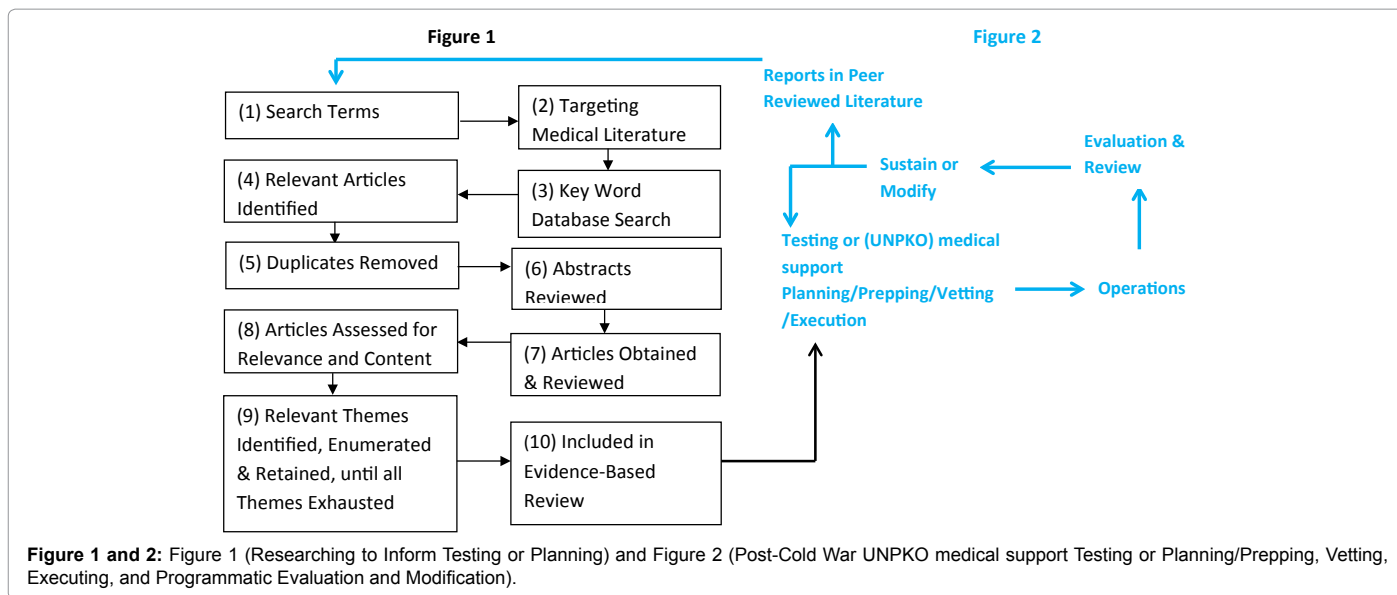 Figure 1
Figure 2
(1) Search Terms
(2) Targeting
Medical Literature
(3) Key Word
Database Search
(4) Relevant Articles
Identified
(5) Duplicates Removed
(6) Abstracts
Reviewed
(7) Articles Obtained
& Reviewed
(8) Articles Assessed for
Relevance and Content
(9) Relevant Themes
Identified, Enumerated
& Retained, until all
Themes Exhausted
(10) Included in
Evidence-Based
Review
Reports in Peer
Reviewed Literature
Evaluation &
Review
Sustain or
Modify
Testing or (UNPKO) medical
support
Planning/Prepping/Vetting
/Execution
Operations
Figure 1 and 2: Figure 1 (Researching to Inform Testing or Planning) and Figure 2 (Post-Cold War UNPKO medical support Testing or Planning/Prepping, Vetting,
Executing, and Programmatic Evaluation and Modification).